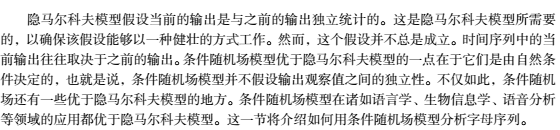 隐马尔科夫模型假设当前的输出是与之前的输出独立统计的。这是隐马尔科夫模型所需要
的，以确保该假设能够以一种健壮的方式工作。然而，这个假设并不总是成立。时间序列中的当
前输出往往取决于之前的输出。条件随机场模型优于隐马尔科夫模型的一点在于它们是由自然条
件决定的，也就是说，条件随机场模型并不假设输出观察值之间的独立性。不仅如此，条件随机
场还有一些优于隐马尔科夫模型的地方。条件随机场模型在诸如语言学、生物信息学、语音分析
等领域的应用都优于隐马尔科夫模型。这一节将介绍如何用条件随机场模型分析字母序列。